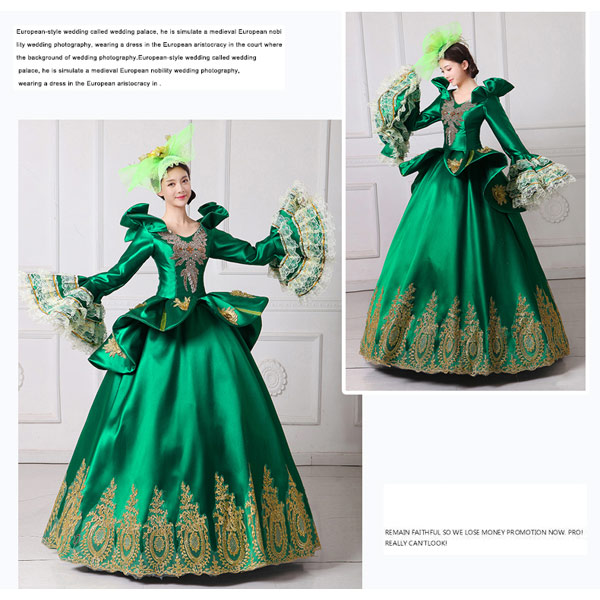 European-style wedding called wedding palace, he is simulate a medieval European nobi
lity wedding photography, wearing a dress in the European aristocracy in the court where
the background of wedding photography.European-style wedding called wedding
palace, he is simulate a medieval European nobility wedding photography,
wearing a dress in the European aristocracy in .
REMAIN FAITHFUL SO WE LOSE MONEY PROMOTION NOW. PRO!
REALLY CAN'TLOOK!